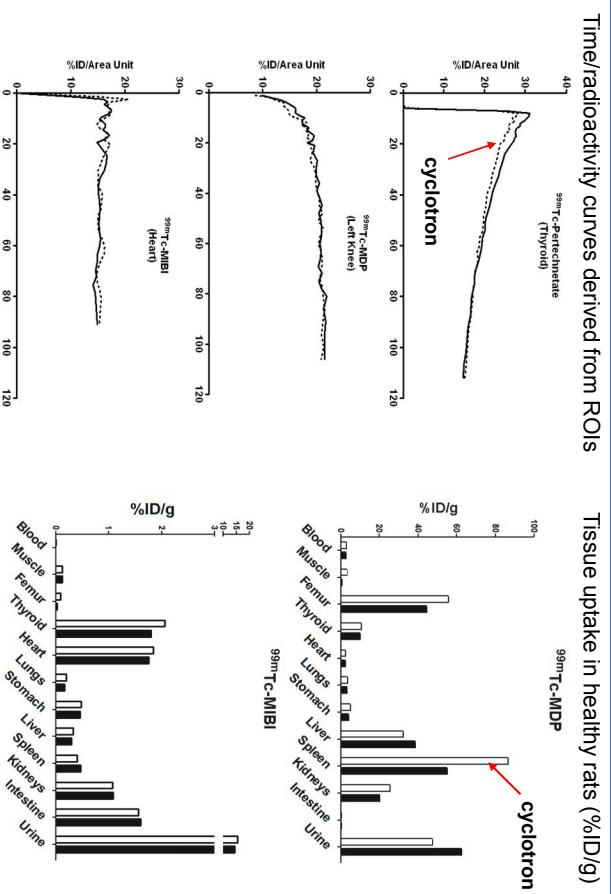 Time/radioactivity curves derived from ROIs
99mTc-Pertechnetate
(Thyroid)
%ID/Area Unit
40
30
20
10
0
cyclotron
0 20 40 60 80 100 120
99mTc-MDP
(Left Knee)
%ID/Area Unit
30
20
10
0
0 20 40 60 80 100 120
99mTc-MIBI
(Heart)
%ID/Area Unit
30
20
10
0
0 20 40 60 80 100 120
Tissue uptake in healthy rats (%ID/g)
99mTc-MDP
%ID/g
100
80
60
40
20
0
cyclotron
Blood
Muscle
Femur
Thyroid
Heart
Lungs
Stomach
Liver
Spleen
Kidneys
Intestine
Urine
99mTc-MIBI
%ID/g
20
15
10
3
2
1
0
Blood
Muscle
Femur
Thyroid
Heart
Lungs
Stomach
Liver
Spleen
Kidneys
Intestine
Urine